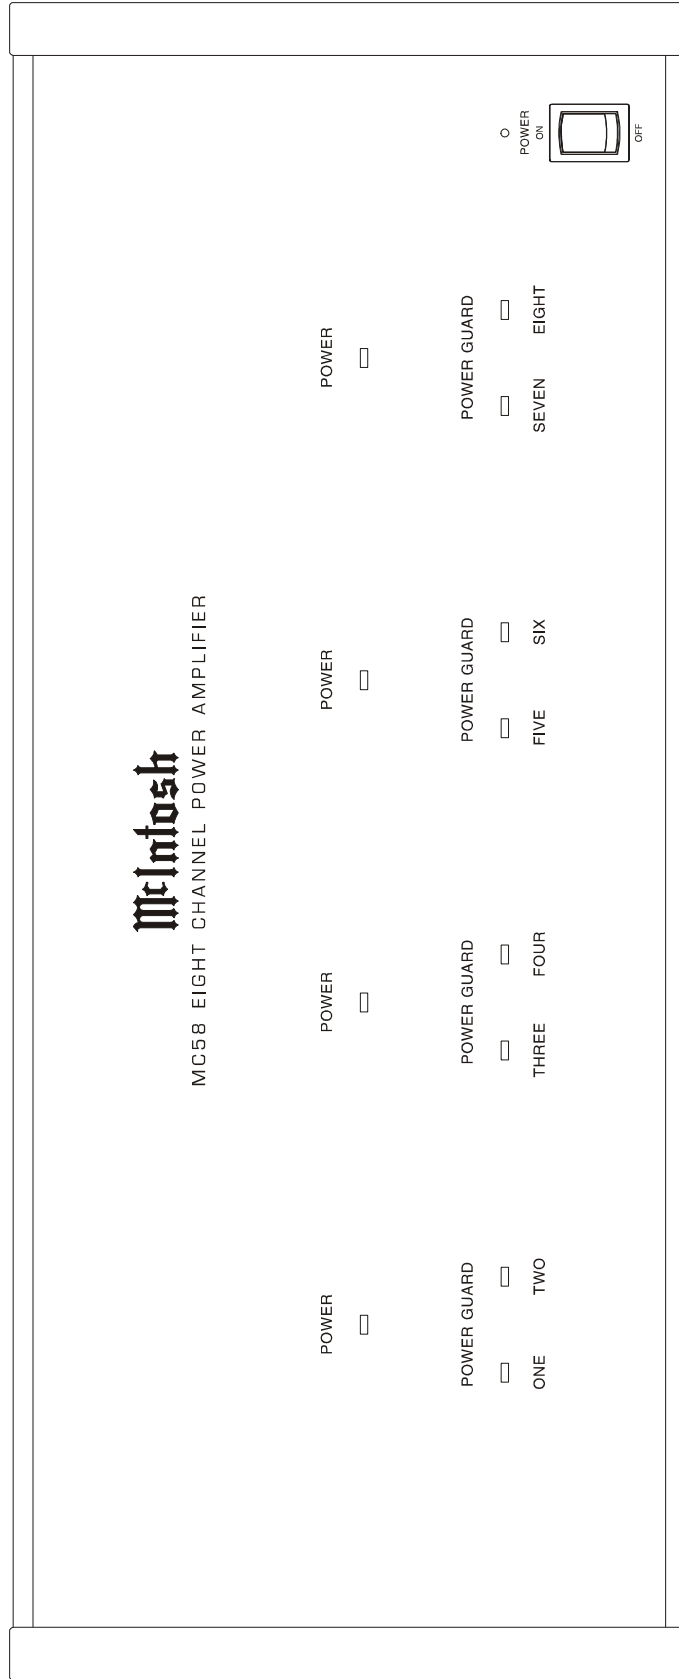 McIntosh
MC58 EIGHT CHANNEL POWER AMPLIFIER
POWER POWER POWER POWER
POWER GUARD POWER GUARD POWER GUARD POWER GUARD
ONE TWO THREE FOUR FIVE SIX SEVEN EIGHT
POWER
ON
OFF